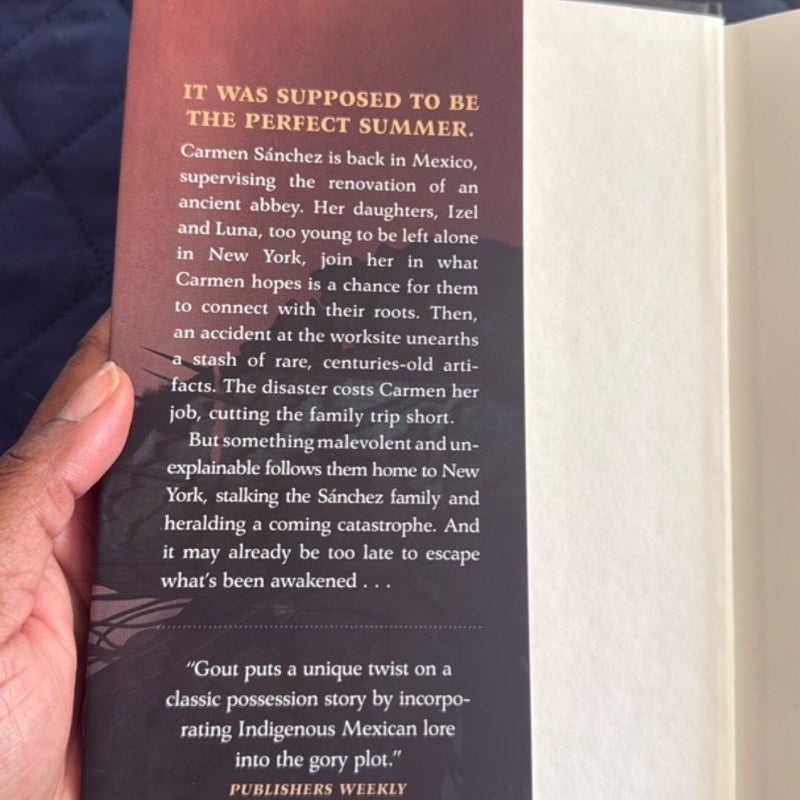 IT WAS SUPPOSED TO BE
THE PERFECT SUMMER.
Carmen Sánchez is back in Mexico,
supervising the renovation of an
ancient abbey. Her daughters, Izel
and Luna, too young to be left alone
in New York, join her in what
Carmen hopes is a chance for them
to connect with their roots. Then,
an accident at the worksite unearths
a stash of rare, centuries-old arti-
facts. The disaster costs Carmen her
job, cutting the family trip short.
But something malevolent and un-
explainable follows them home to New
York, stalking the Sánchez family and
heralding a coming catastrophe. And
it may already be too late to escape
what's been awakened . . .
“Gout puts a unique twist on a
classic possession story by incorpo-
rating Indigenous Mexican lore
into the gory plot.”
PUBLISHERS WEEKLY